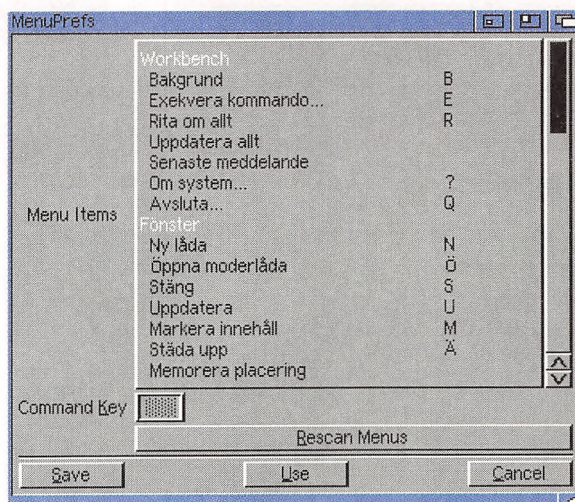 MenuPrefs
Workbench
Bakgrund B
Exekvera kommando... E
Rita om allt R
Uppdatera allt
Senaste meddelande
Om system... ?
Avsluta... Q
Menu Items
Fönster
Ny låda N
Öppna moderlåda Ö
Stäng S
Uppdatera U
Markera innehåll M
Städa upp Ä
Memorera placering
Command Key
Rescan Menus
Save Use Cancel